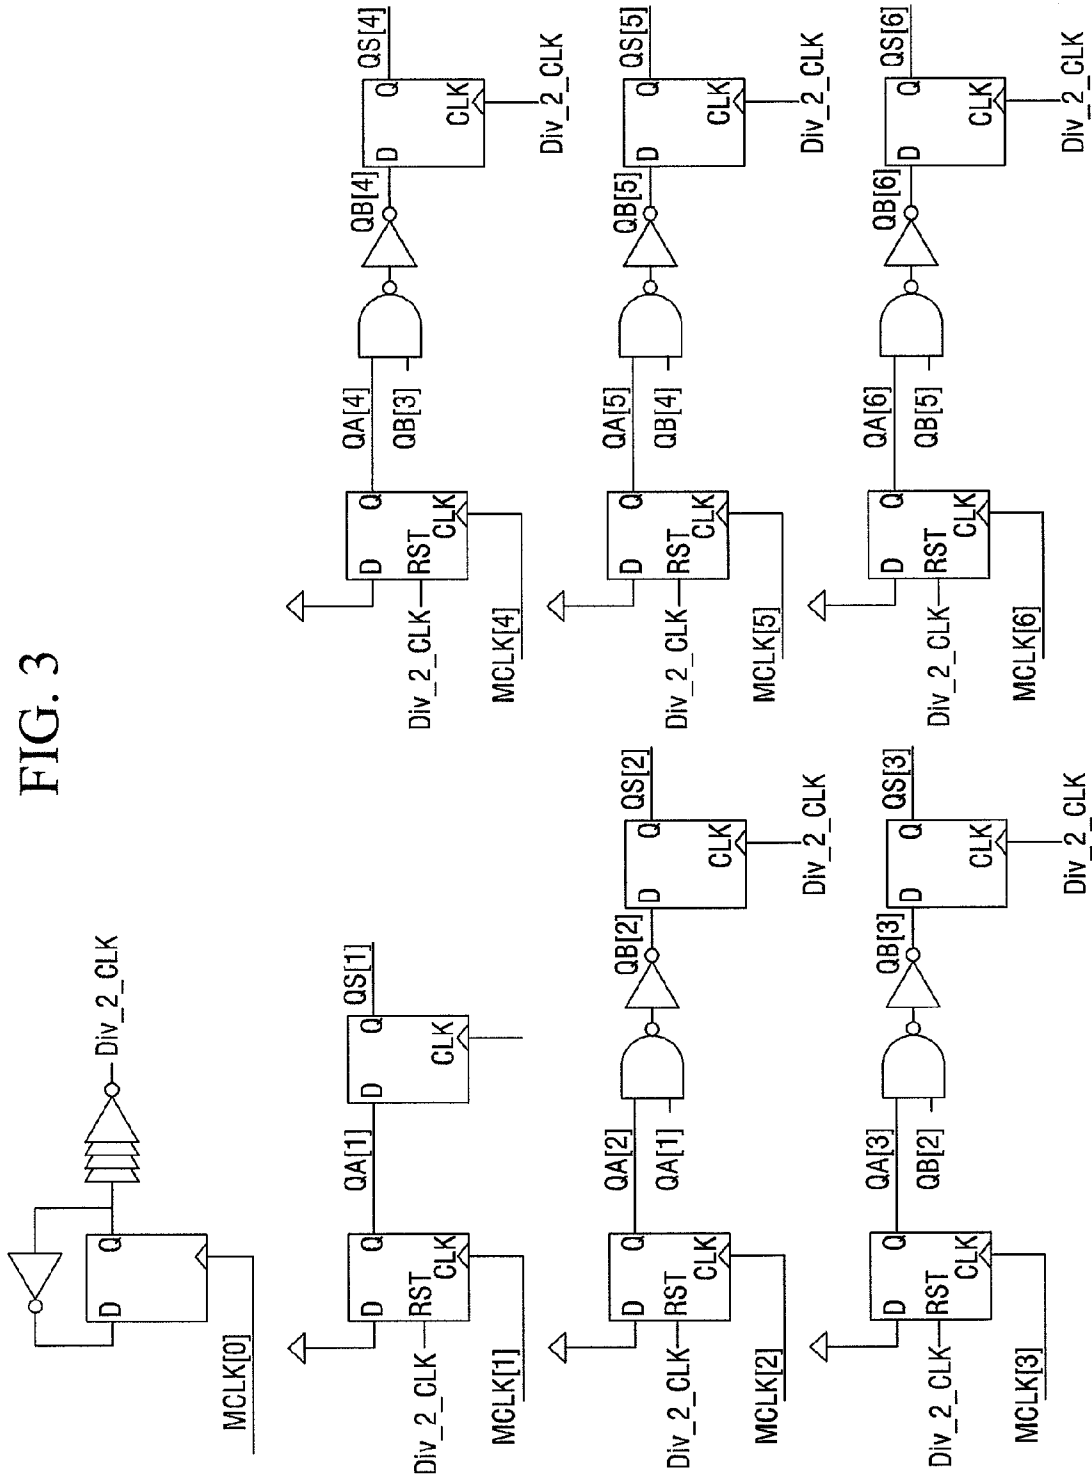 FIG. 3
D Q
MCLK[0]
Div_2_CLK
D Q
RST
CLK
Div_2_CLK
MCLK[1]
QA[1]
D Q
CLK
QS[1]
D Q
RST
CLK
Div_2_CLK
MCLK[2]
QA[2]
QA[1]
QB[2]
D Q
CLK
QS[2]
Div_2_CLK
D Q
RST
CLK
Div_2_CLK
MCLK[3]
QA[3]
QB[2]
QB[3]
D Q
CLK
QS[3]
Div_2_CLK
D Q
RST
CLK
Div_2_CLK
MCLK[4]
QA[4]
QB[3]
QB[4]
D Q
CLK
QS[4]
Div_2_CLK
D Q
RST
CLK
Div_2_CLK
MCLK[5]
QA[5]
QB[4]
QB[5]
D Q
CLK
QS[5]
Div_2_CLK
D Q
RST
CLK
Div_2_CLK
MCLK[6]
QA[6]
QB[5]
QB[6]
D Q
CLK
QS[6]
Div_2_CLK